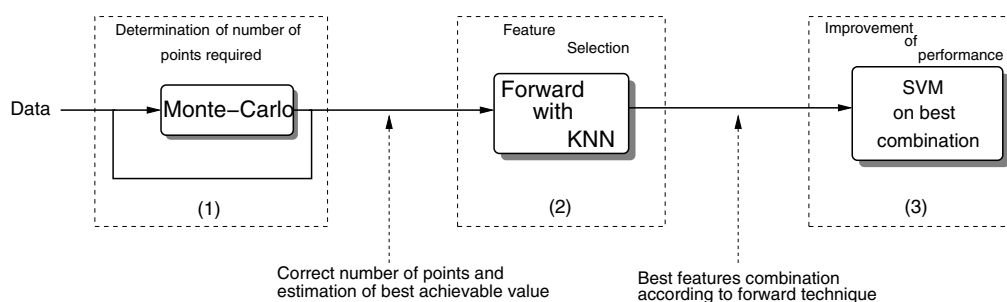 Determination of number of
points required
Data
Monte-Carlo
(1)
Correct number of points and
estimation of best achievable value
Feature
Selection
Forward
with
KNN
(2)
Best features combination
according to forward technique
Improvement
of
performance
SVM
on best
combination
(3)